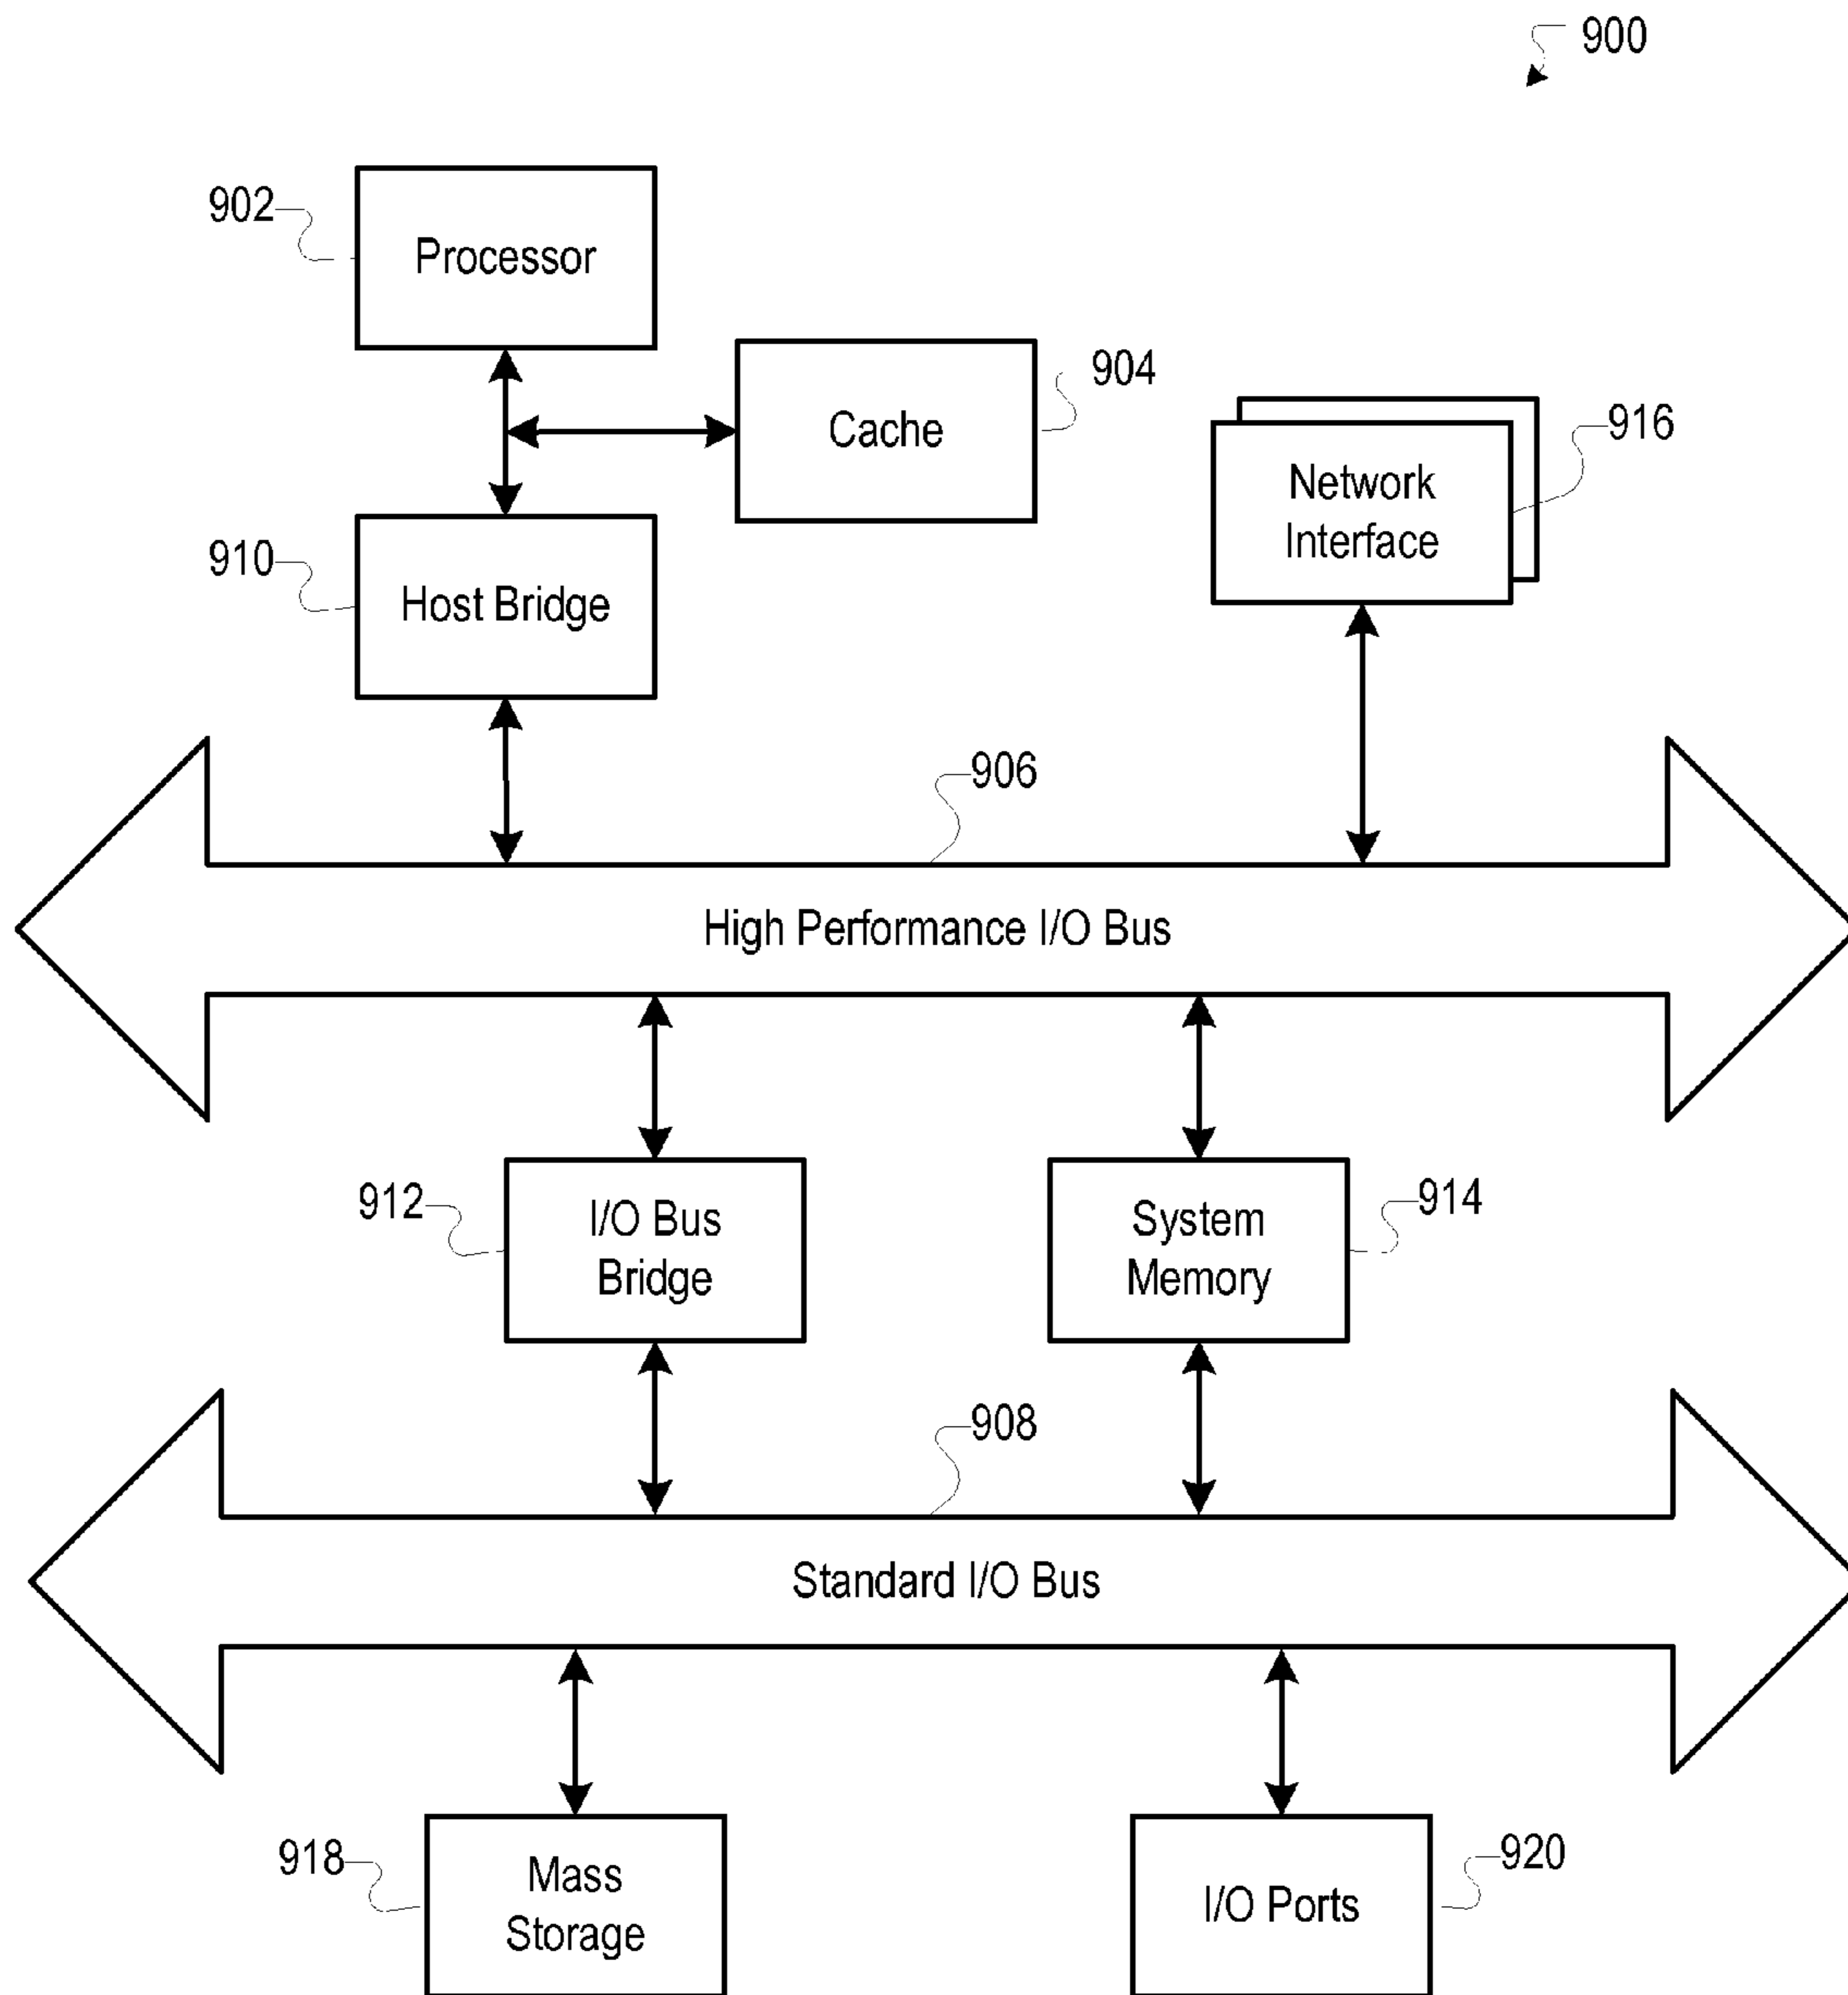 900
902
Processor
904
Cache
916
Network
Interface
910
Host Bridge
906
High Performance I/O Bus
912
I/O Bus
Bridge
914
System
Memory
908
Standard I/O Bus
918
Mass
Storage
920
I/O Ports